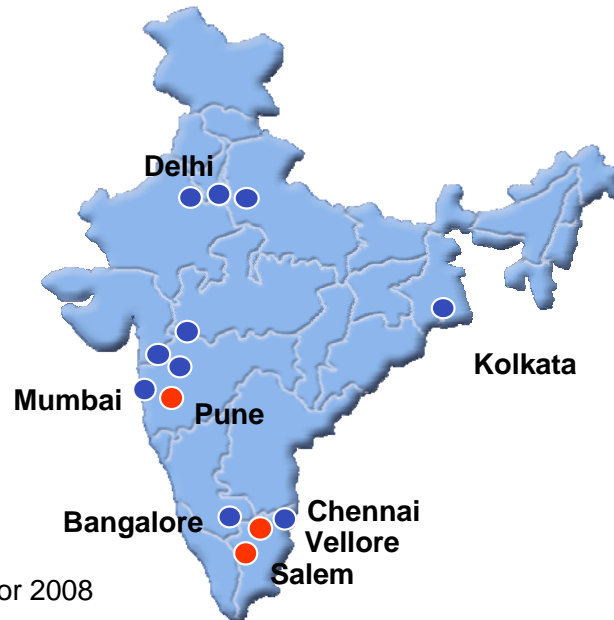 Delhi
Kolkata
Mumbai
Pune
Bangalore
Chennai
Vellore
Salem
or 2008